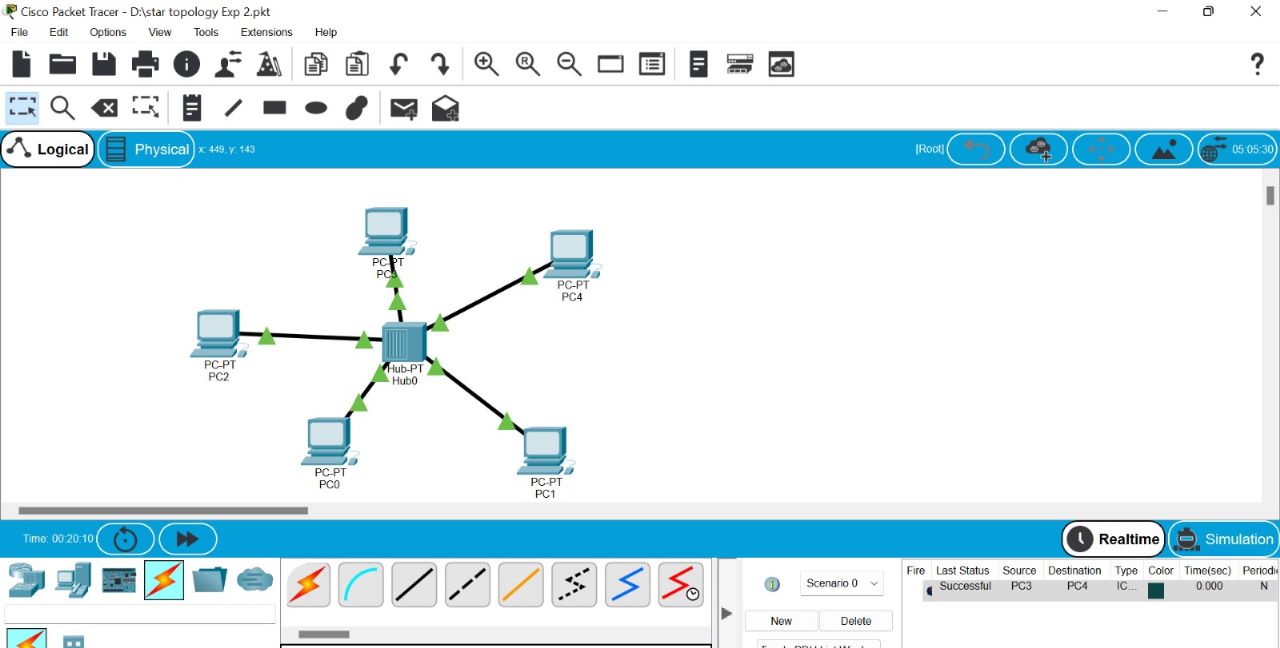 Cisco Packet Tracer - D:\star topology Exp 2.pkt
File Edit Options View Tools Extensions Help
Logical Physical x: 449, y: 143 [Root] 05:05:30
PC-PT
PC3
PC-PT
PC4
PC-PT
PC2
Hub-PT
Hub0
PC-PT
PC0
PC-PT
PC1
Time: 00:20:10 Realtime Simulation
Scenario 0
New Delete
Fire Last Status Source Destination Type Color Time(sec) Periodic
Successful PC3 PC4 IC... 0.000 N